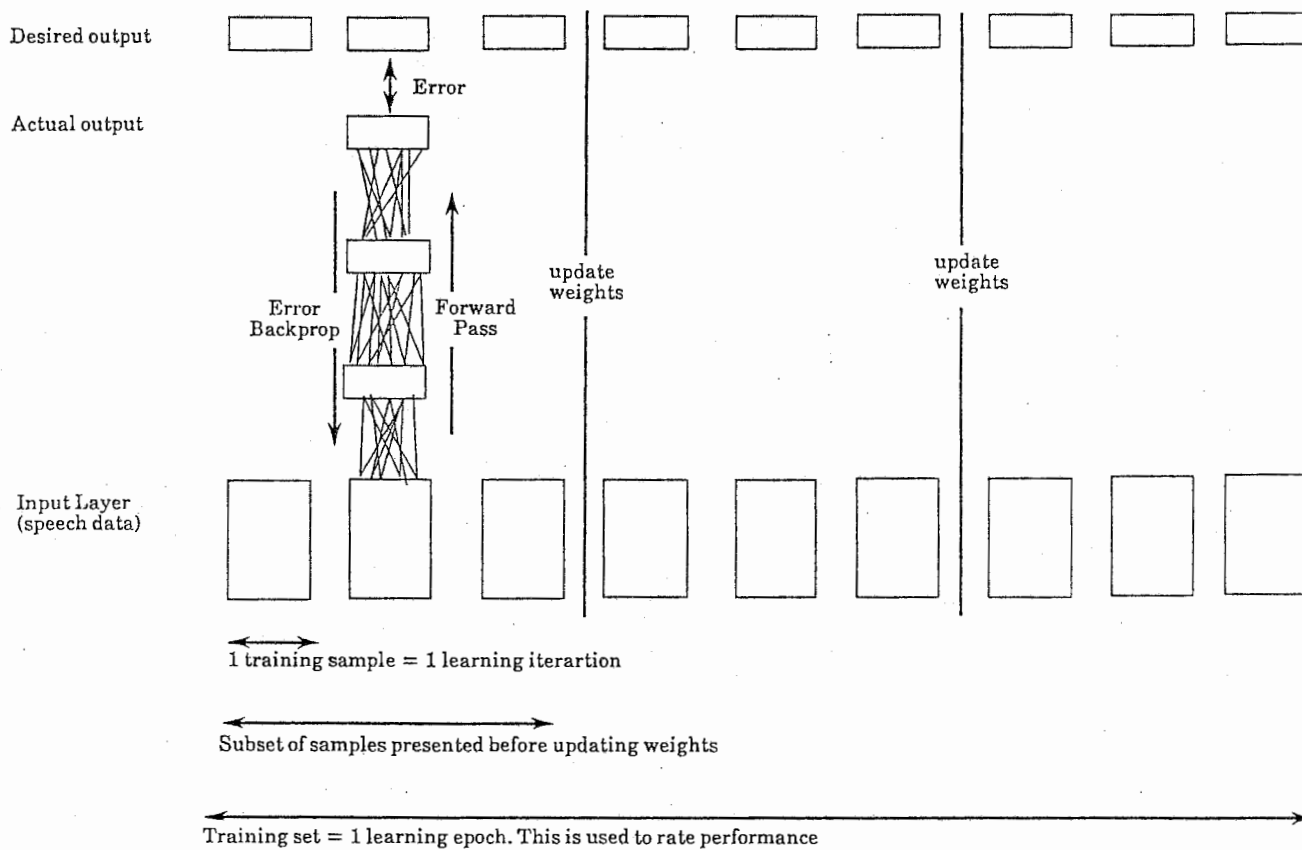 Desired output
Error
Actual output
update
weights
update
weights
Error
Backprop
Forward
Pass
Input Layer
(speech data)
1 training sample = 1 learning iterartion
Subset of samples presented before updating weights
Training set = 1 learning epoch. This is used to rate performance